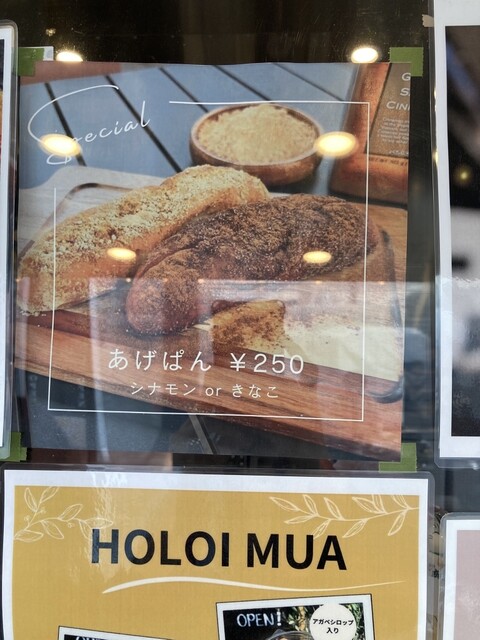 Special
あげぱん ¥250
シナモン or きなこ
HOLOI MUA
OPEN!
アガベシロップ
入り